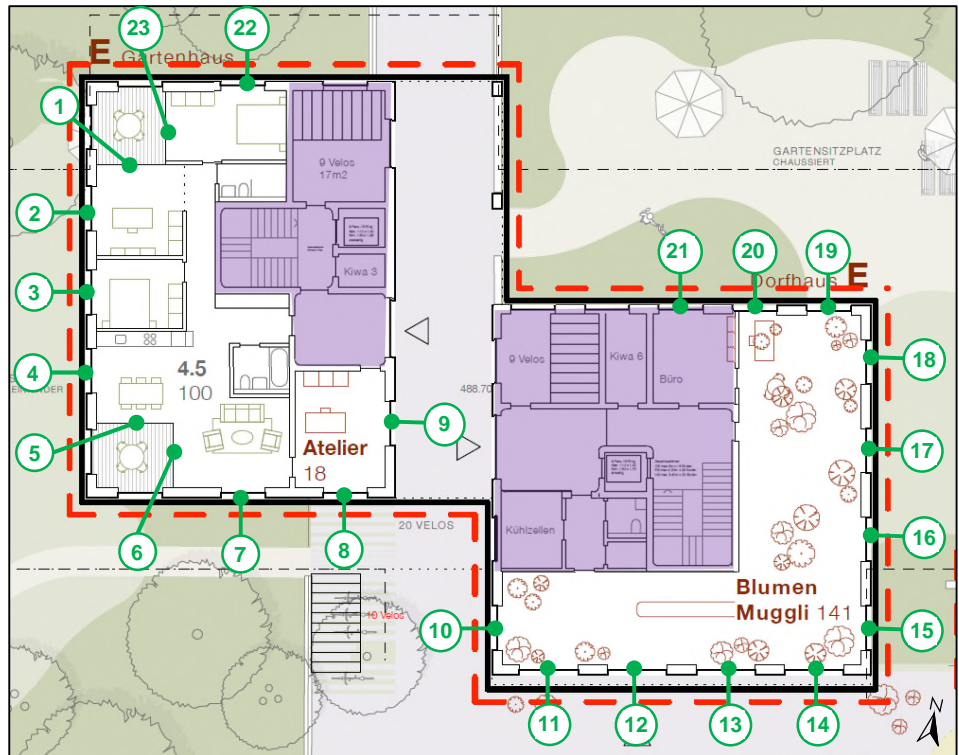 23
22
E Gartenhaus
1
9 Velos
17m2
GARTENSITZPLATZ
CHAUSSIERT
2
Kiwa 3
21
20
19
Dorfhaus E
3
4
4.5
100
9 Velos
Kiwa 6
Büro
18
488.70
5
9
Atelier
18
17
6
7
8
20 VELOS
Kühlzellen
16
10 Velos
Blumen
Muggli 141
10
15
11
12
13
14
N